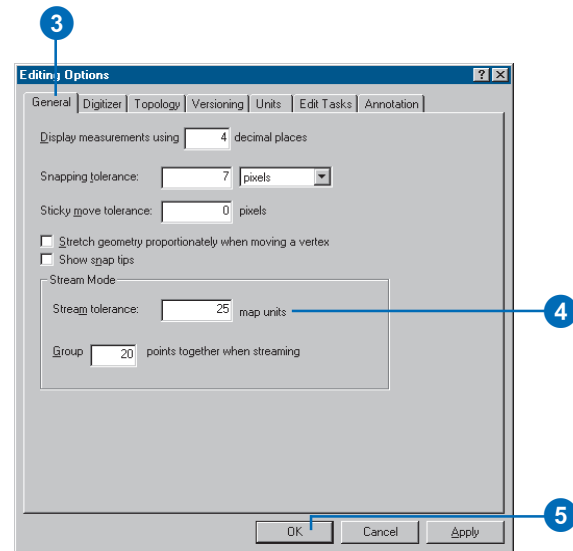 3
Editing Options
General Digitizer Topology Versioning Units Edit Tasks Annotation
Display measurements using 4 decimal places
Snapping tolerance: 7 pixels
Sticky move tolerance: 0 pixels
Stretch geometry proportionately when moving a vertex
Show snap tips
Stream Mode
Stream tolerance: 25 map units
4
Group 20 points together when streaming
5
OK Cancel Apply